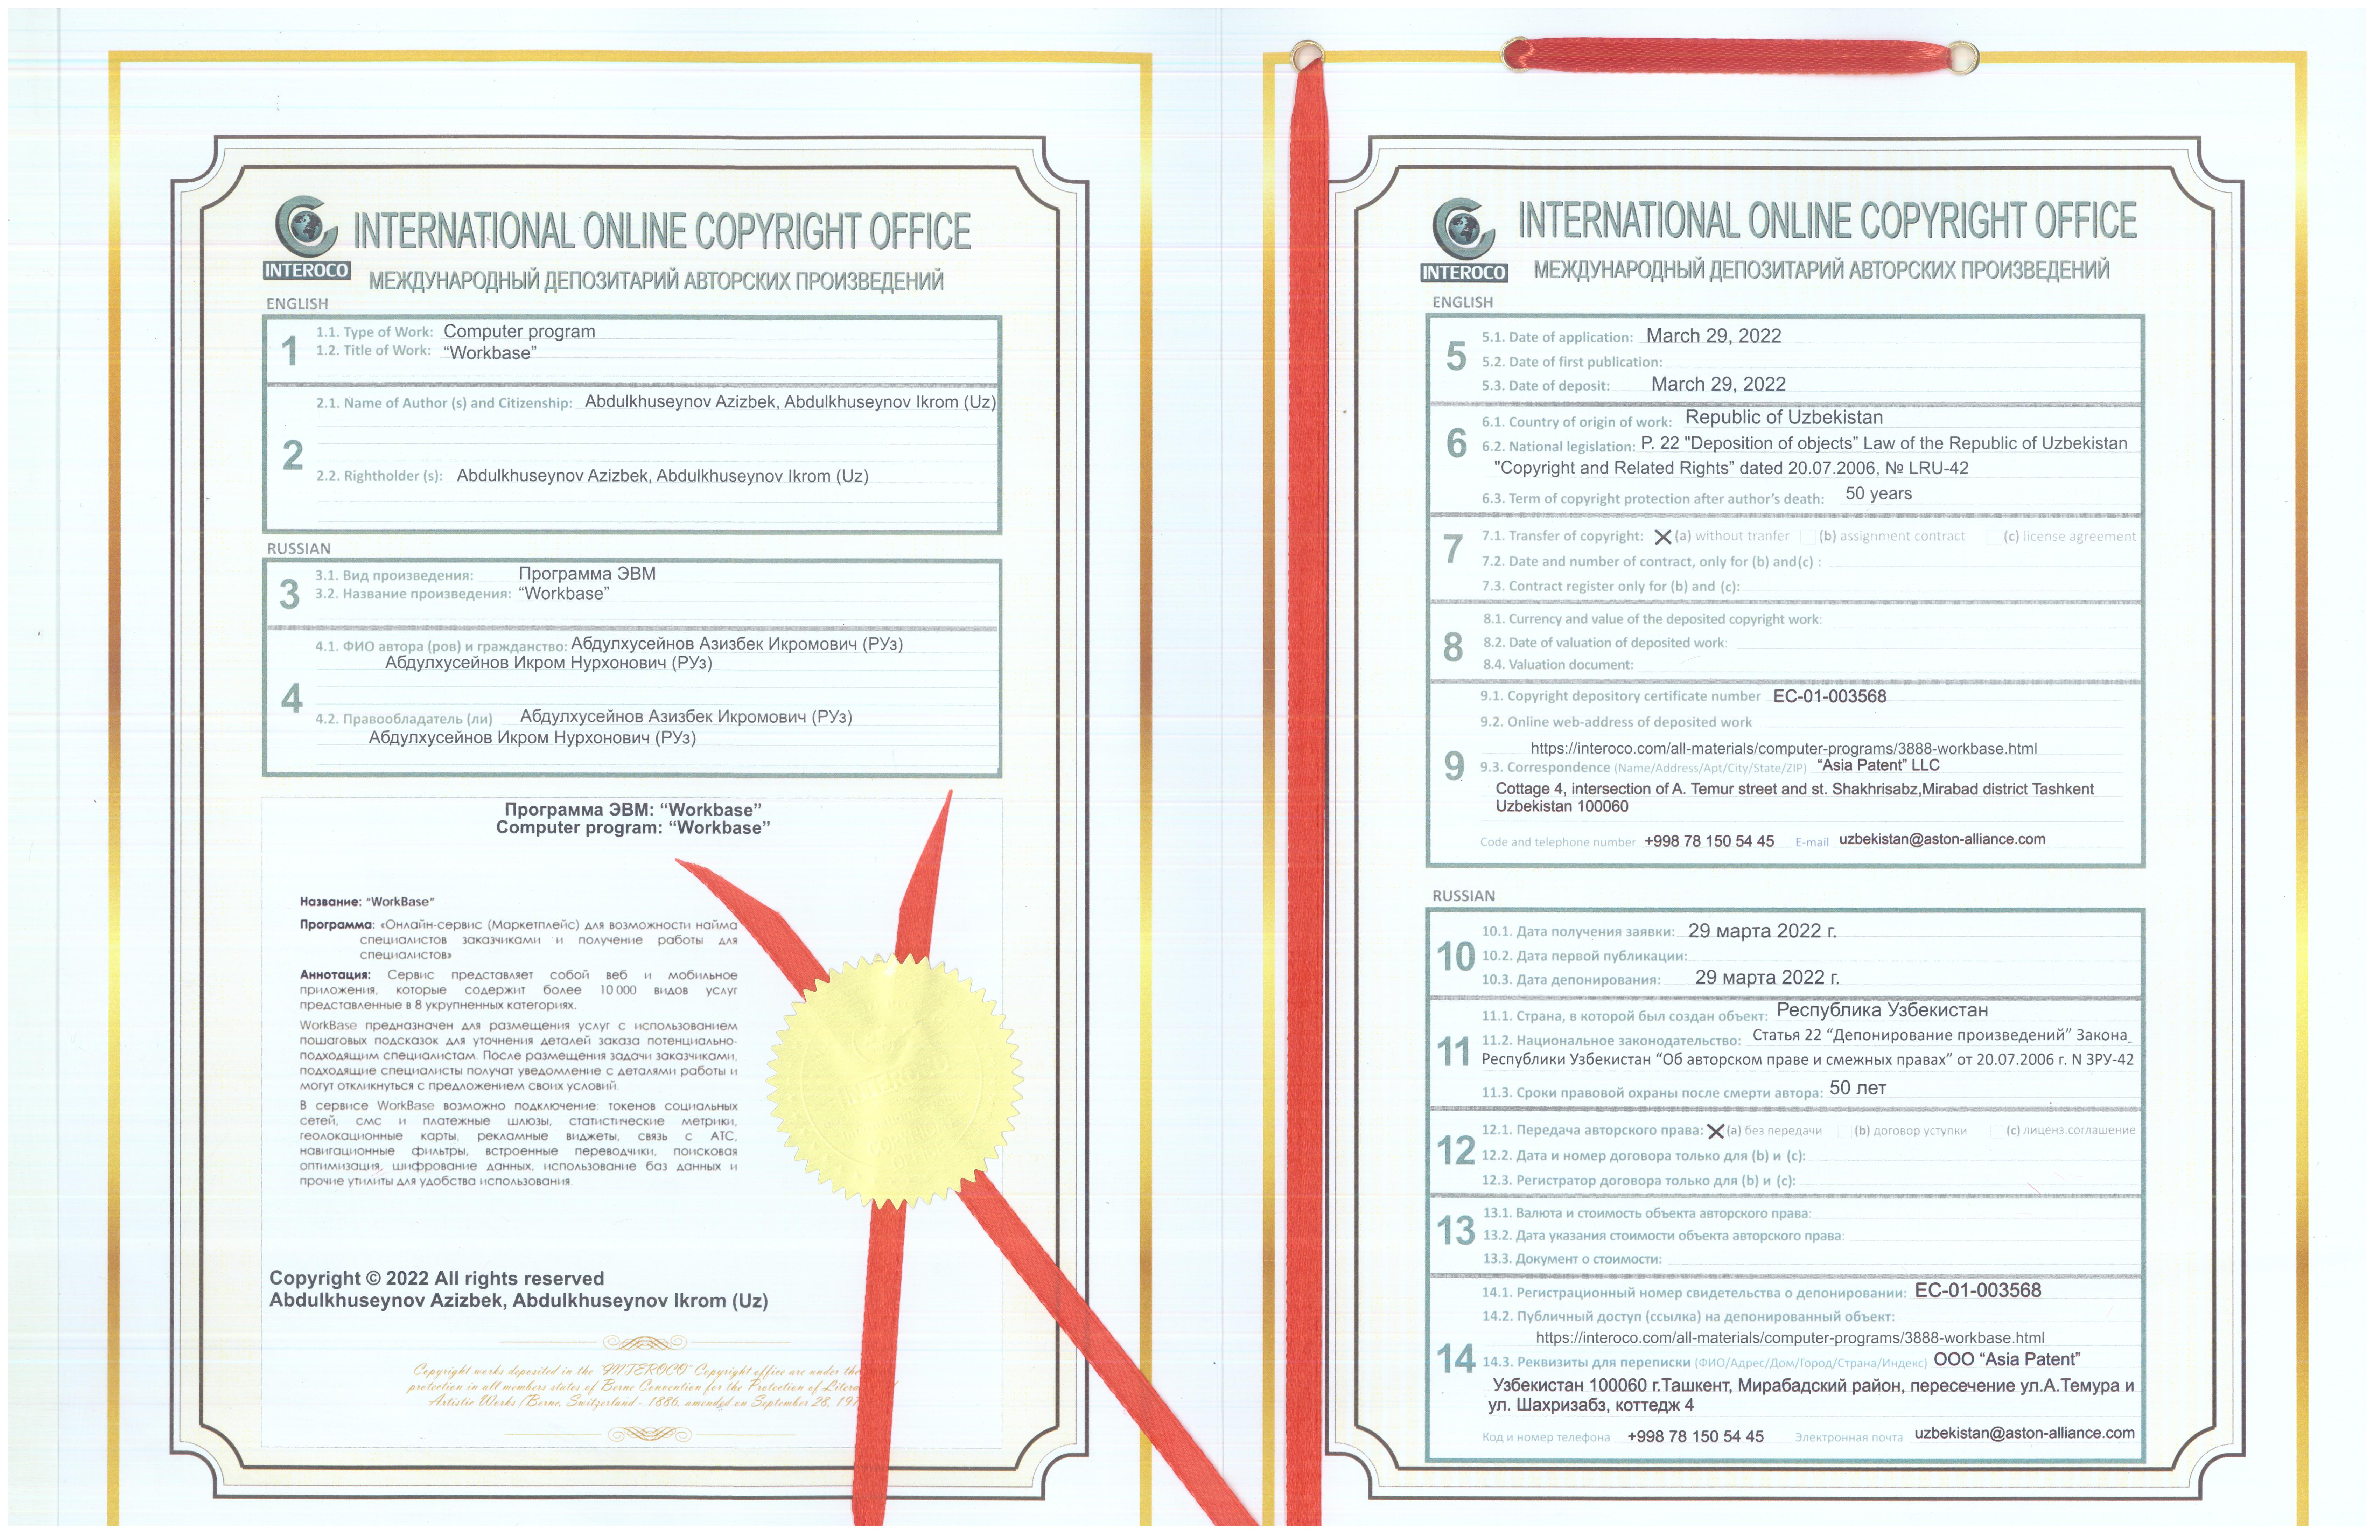 INTEROCO
INTERNATIONAL ONLINE COPYRIGHT OFFICE
МЕЖДУНАРОДНЫЙ ДЕПОЗИТАРИЙ АВТОРСКИХ ПРОИЗВЕДЕНИЙ
ENGLISH
1
1.1. Type of Work: Computer program
1.2. Title of Work: “Workbase”
2
2.1. Name of Author (s) and Citizenship: Abdulkhuseynov Azizbek, Abdulkhuseynov Ikrom (Uz)
2.2. Rightholder (s): Abdulkhuseynov Azizbek, Abdulkhuseynov Ikrom (Uz)
RUSSIAN
3
3.1. Вид произведения: Программа ЭВМ
3.2. Название произведения: “Workbase”
4
4.1. ФИО автора (ров) и гражданство: Абдулхусейнов Азизбек Икромович (РУз)
Абдулхусейнов Икром Нурхонович (РУз)
4.2. Правообладатель (ли) Абдулхусейнов Азизбек Икромович (РУз)
Абдулхусейнов Икром Нурхонович (РУз)
Программа ЭВМ: “Workbase”
Computer program: “Workbase”
Название: “WorkBase”
Программа: «Онлайн-сервис (Маркетплейс) для возможности найма
специалистов заказчиками и получение работы для
специалистов»
Аннотация: Сервис представляет собой веб и мобильное
приложения, которые содержит более 10 000 видов услуг
представленные в 8 укрупненных категориях.
WorkBase предназначен для размещения услуг с использованием
пошаговых подсказок для уточнения деталей заказа потенциально-
подходящим специалистам. После размещения задачи заказчиками,
подходящие специалисты получат уведомление с деталями работы и
могут откликнуться с предложением своих условий.
В сервисе WorkBase возможно подключение: токенов социальных
сетей, смс и платежные шлюзы, статистические метрики,
геолокационные карты, рекламные виджеты, связь с АТС,
навигационные фильтры, встроенные переводчики, поисковая
оптимизация, шифрование данных, использование баз данных и
прочие утилиты для удобства использования.
Copyright © 2022 All rights reserved
Abdulkhuseynov Azizbek, Abdulkhuseynov Ikrom (Uz)
Copyright works deposited in the "INTEROCO" Copyright office are under the
protection in all members states of Berne Convention for the Protection of
Artistic Works (Berne, Switzerland - 1886, amended on September 28,
INTEROCO
INTERNATIONAL ONLINE COPYRIGHT OFFICE
МЕЖДУНАРОДНЫЙ ДЕПОЗИТАРИЙ АВТОРСКИХ ПРОИЗВЕДЕНИЙ
ENGLISH
5
5.1. Date of application: March 29, 2022
5.2. Date of first publication:
5.3. Date of deposit: March 29, 2022
6
6.1. Country of origin of work: Republic of Uzbekistan
6.2. National legislation: P. 22 "Deposition of objects” Law of the Republic of Uzbekistan
"Copyright and Related Rights” dated 20.07.2006, № LRU-42
6.3. Term of copyright protection after author's death: 50 years
7
7.1. Transfer of copyright: X (a) without tranfer (b) assignment contract (c) license agreement
7.2. Date and number of contract, only for (b) and(c) :
7.3. Contract register only for (b) and (c):
8
8.1. Currency and value of the deposited copyright work:
8.2. Date of valuation of deposited work:
8.4. Valuation document:
9
9.1. Copyright depository certificate number EC-01-003568
9.2. Online web-address of deposited work
https://interoco.com/all-materials/computer-programs/3888-workbase.html
9.3. Correspondence (Name/Address/Apt/City/State/ZIP) “Asia Patent” LLC
Cottage 4, intersection of A. Temur street and st. Shakhrisabz,Mirabad district Tashkent
Uzbekistan 100060
Code and telephone number +998 78 150 54 45 E-mail uzbekistan@aston-alliance.com
RUSSIAN
10
10.1. Дата получения заявки: 29 марта 2022 г.
10.2. Дата первой публикации:
10.3. Дата депонирования: 29 марта 2022 г.
11
11.1. Страна, в которой был создан объект: Республика Узбекистан
11.2. Национальное законодательство: Статья 22 “Депонирование произведений” Закона
Республики Узбекистан “Об авторском праве и смежных правах” от 20.07.2006 г. N ЗРУ-42
11.3. Сроки правовой охраны после смерти автора: 50 лет
12
12.1. Передача авторского права: X (a) без передачи (b) договор уступки (c) лиценз.соглашение
12.2. Дата и номер договора только для (b) и (c):
12.3. Регистратор договора только для (b) и (c):
13
13.1. Валюта и стоимость объекта авторского права:
13.2. Дата указания стоимости объекта авторского права:
13.3. Документ о стоимости:
14
14.1. Регистрационный номер свидетельства о депонировании: EC-01-003568
14.2. Публичный доступ (ссылка) на депонированный объект:
https://interoco.com/all-materials/computer-programs/3888-workbase.html
14.3. Реквизиты для переписки (ФИО/Адрес/Дом/Город/Страна/Индекс) ООО “Asia Patent”
Узбекистан 100060 г.Ташкент, Мирабадский район, пересечение ул.А.Темура и
ул. Шахризабз, коттедж 4
Код и номер телефона +998 78 150 54 45 Электронная почта uzbekistan@aston-alliance.com